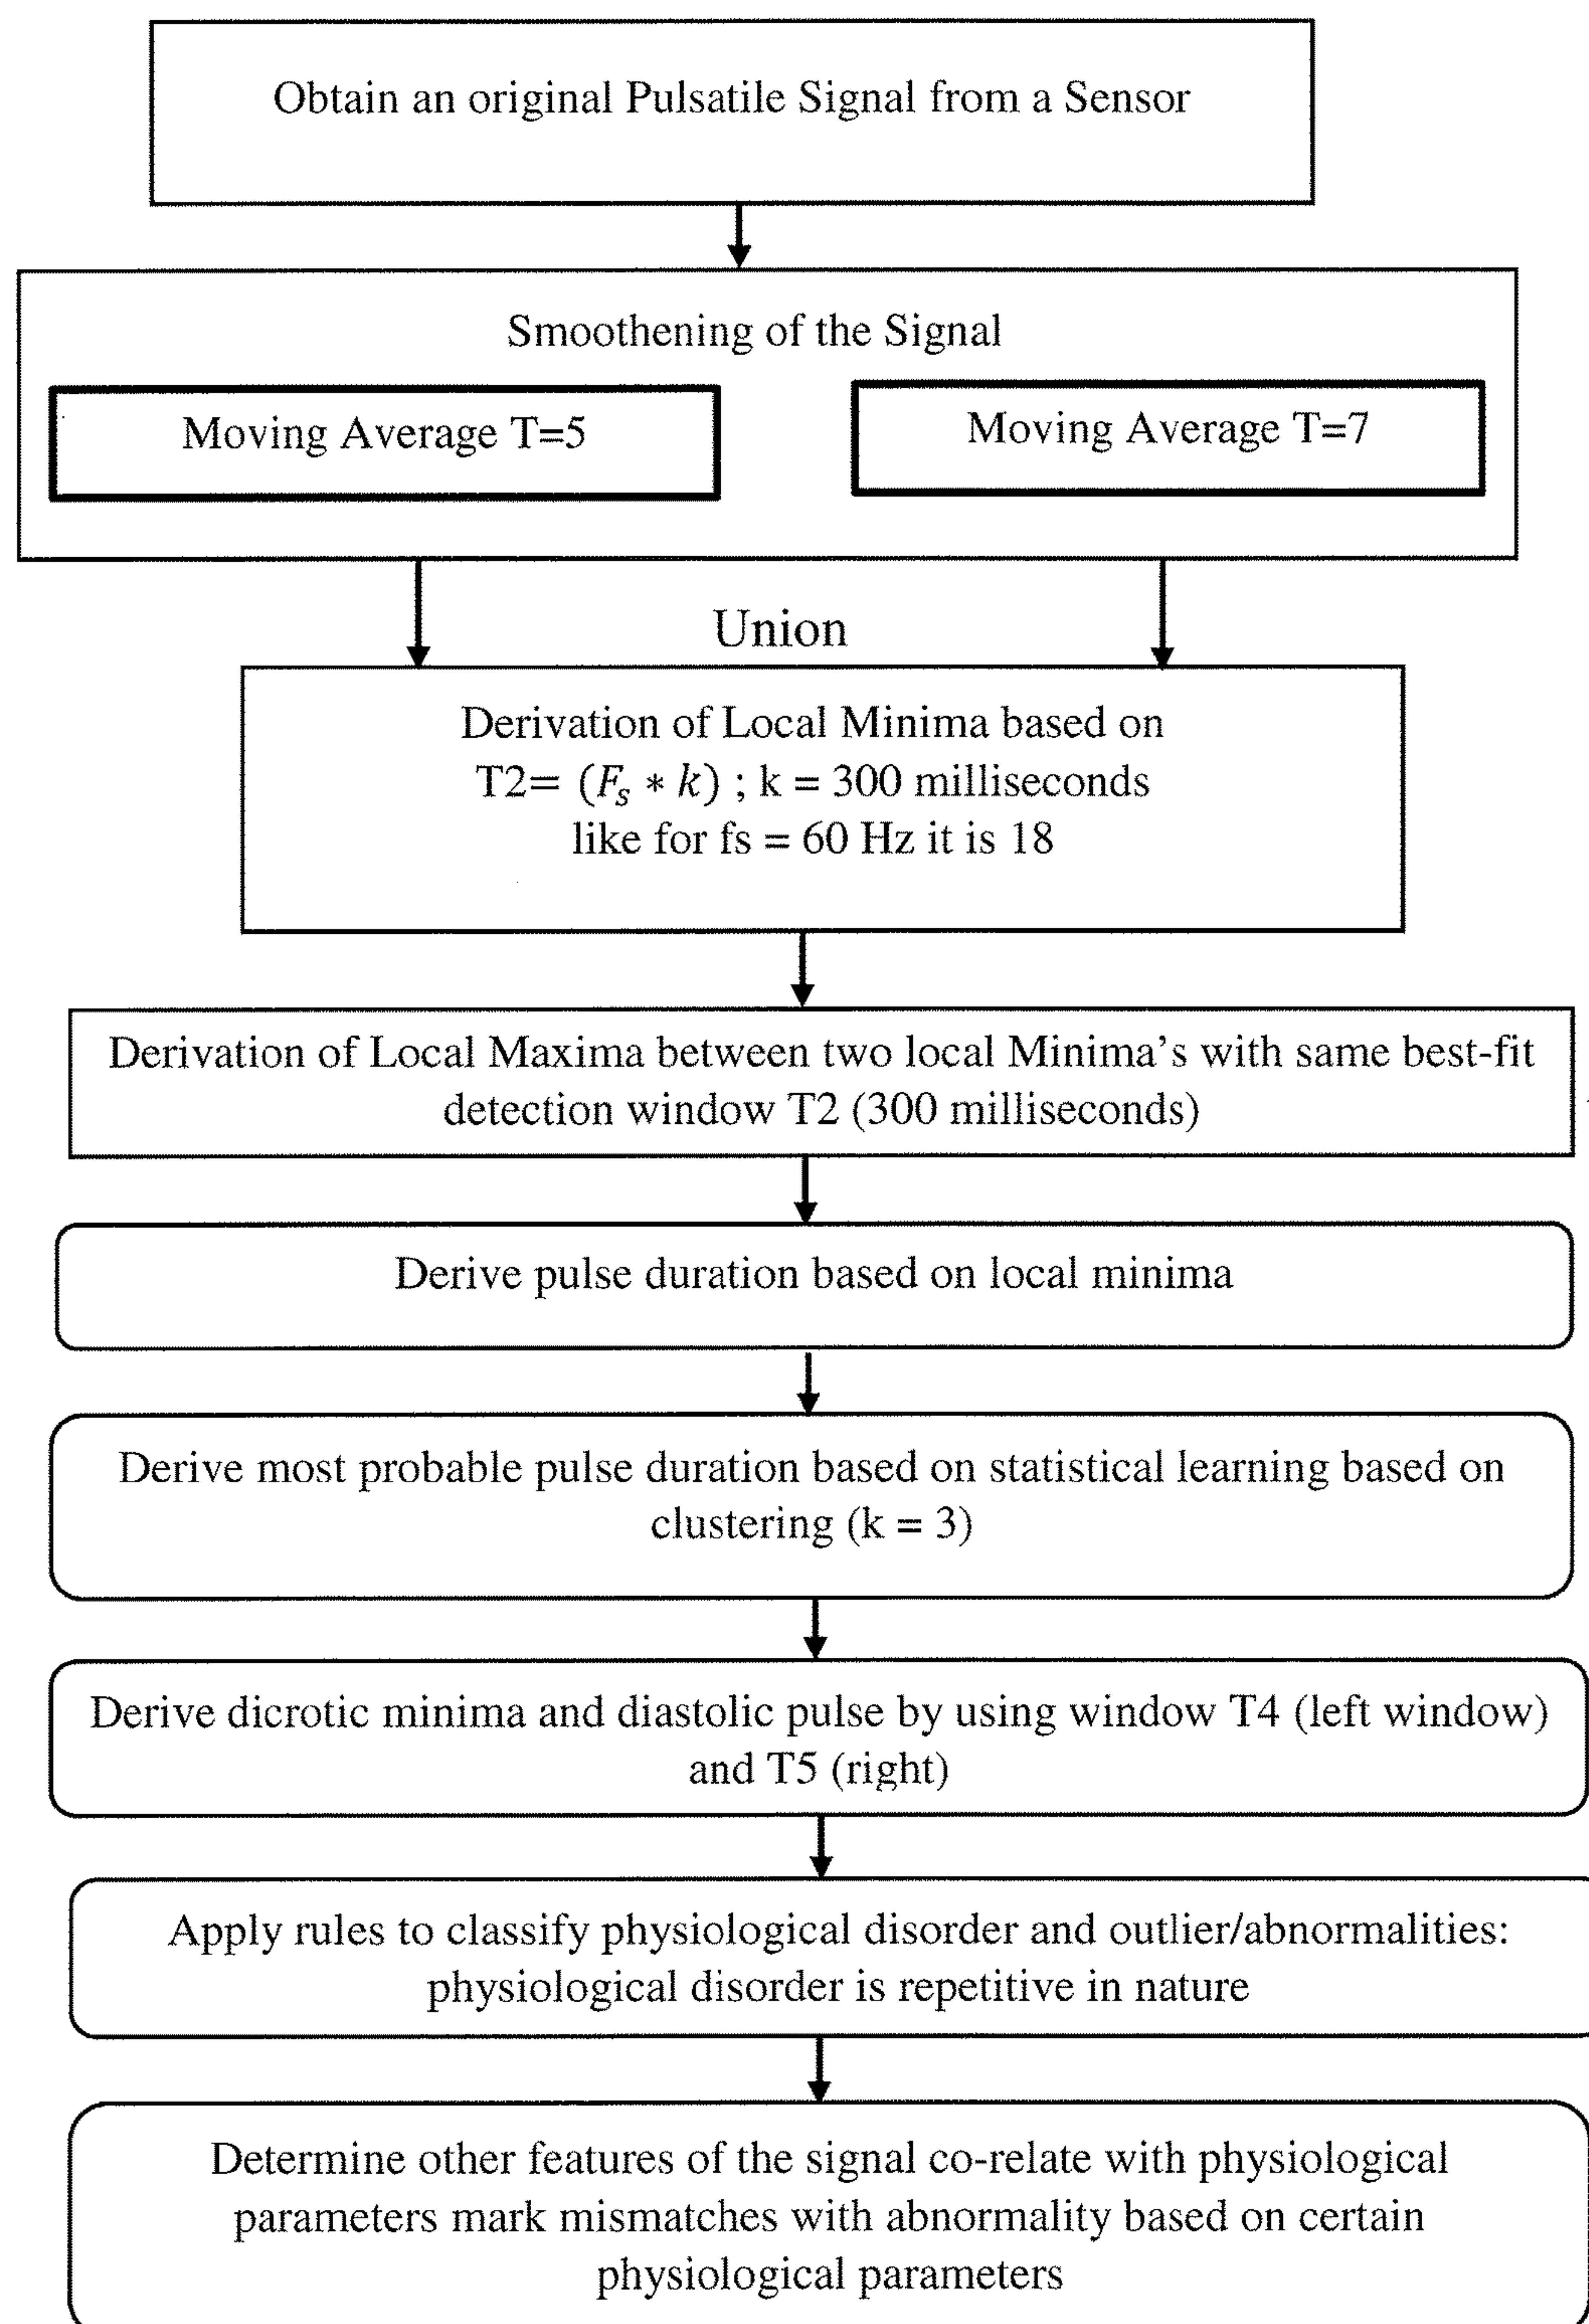 Obtain an original Pulsatile Signal from a Sensor
Smoothening of the Signal
Moving Average T=5
Moving Average T=7
Union
Derivation of Local Minima based on
T2= (Fₛ * k) ; k = 300 milliseconds
like for fs = 60 Hz it is 18
Derivation of Local Maxima between two local Minima's with same best-fit
detection window T2 (300 milliseconds)
Derive pulse duration based on local minima
Derive most probable pulse duration based on statistical learning based on
clustering (k = 3)
Derive dicrotic minima and diastolic pulse by using window T4 (left window)
and T5 (right)
Apply rules to classify physiological disorder and outlier/abnormalities:
physiological disorder is repetitive in nature
Determine other features of the signal co-relate with physiological
parameters mark mismatches with abnormality based on certain
physiological parameters